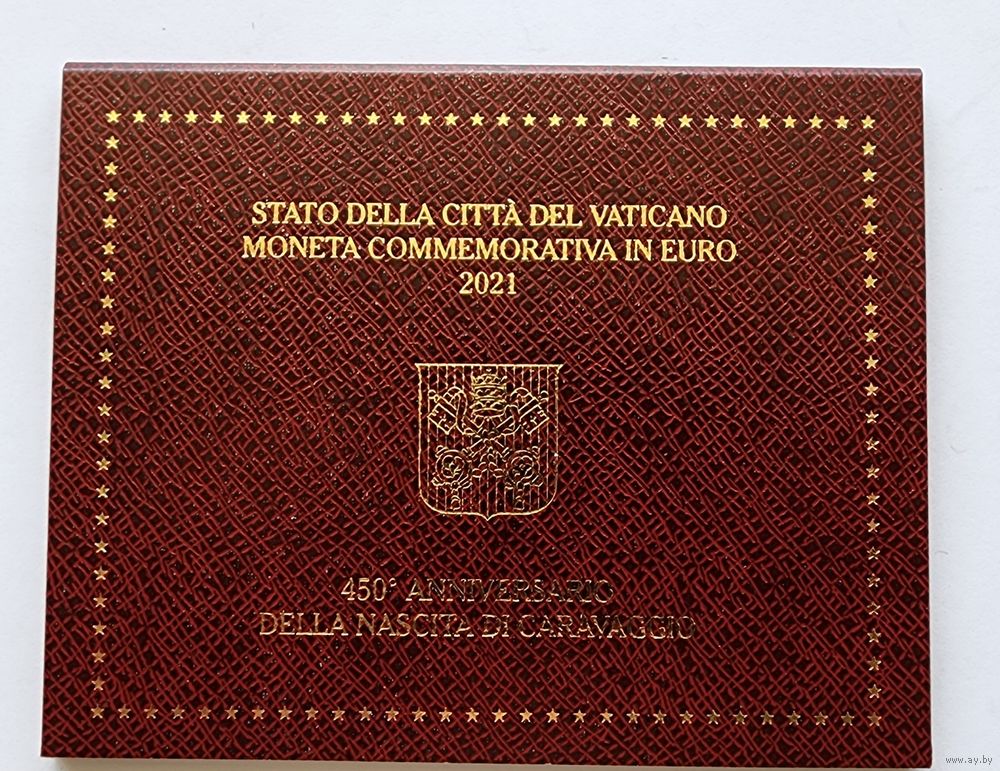 STATO DELLA CITTÀ DEL VATICANO
MONETA COMMEMORATIVA IN EURO
2021
450° ANNIVERSARIO
DELLA NASCITA DI CARAVAGGIO
www.ay.by